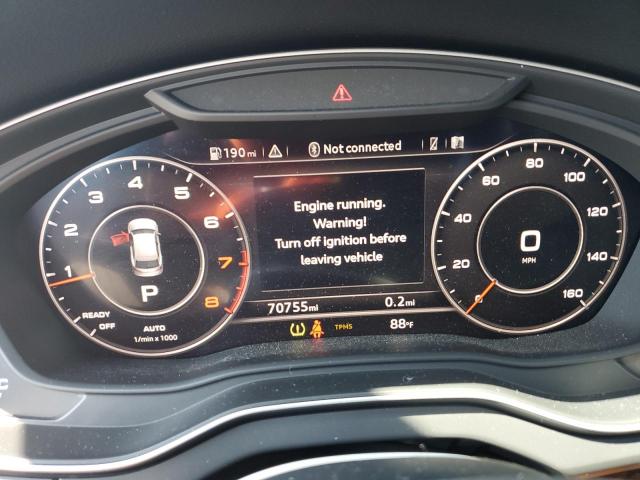 190 mi
Not connected
Engine running.
Warning!
Turn off ignition before
leaving vehicle
1 2 3 4 5 6 7 8
READY
OFF
P
AUTO
1/min x 1000
0 20 40 60 80 100 120 140 160
0
MPH
70755mi
0.2mi
TPMS
88°F
C